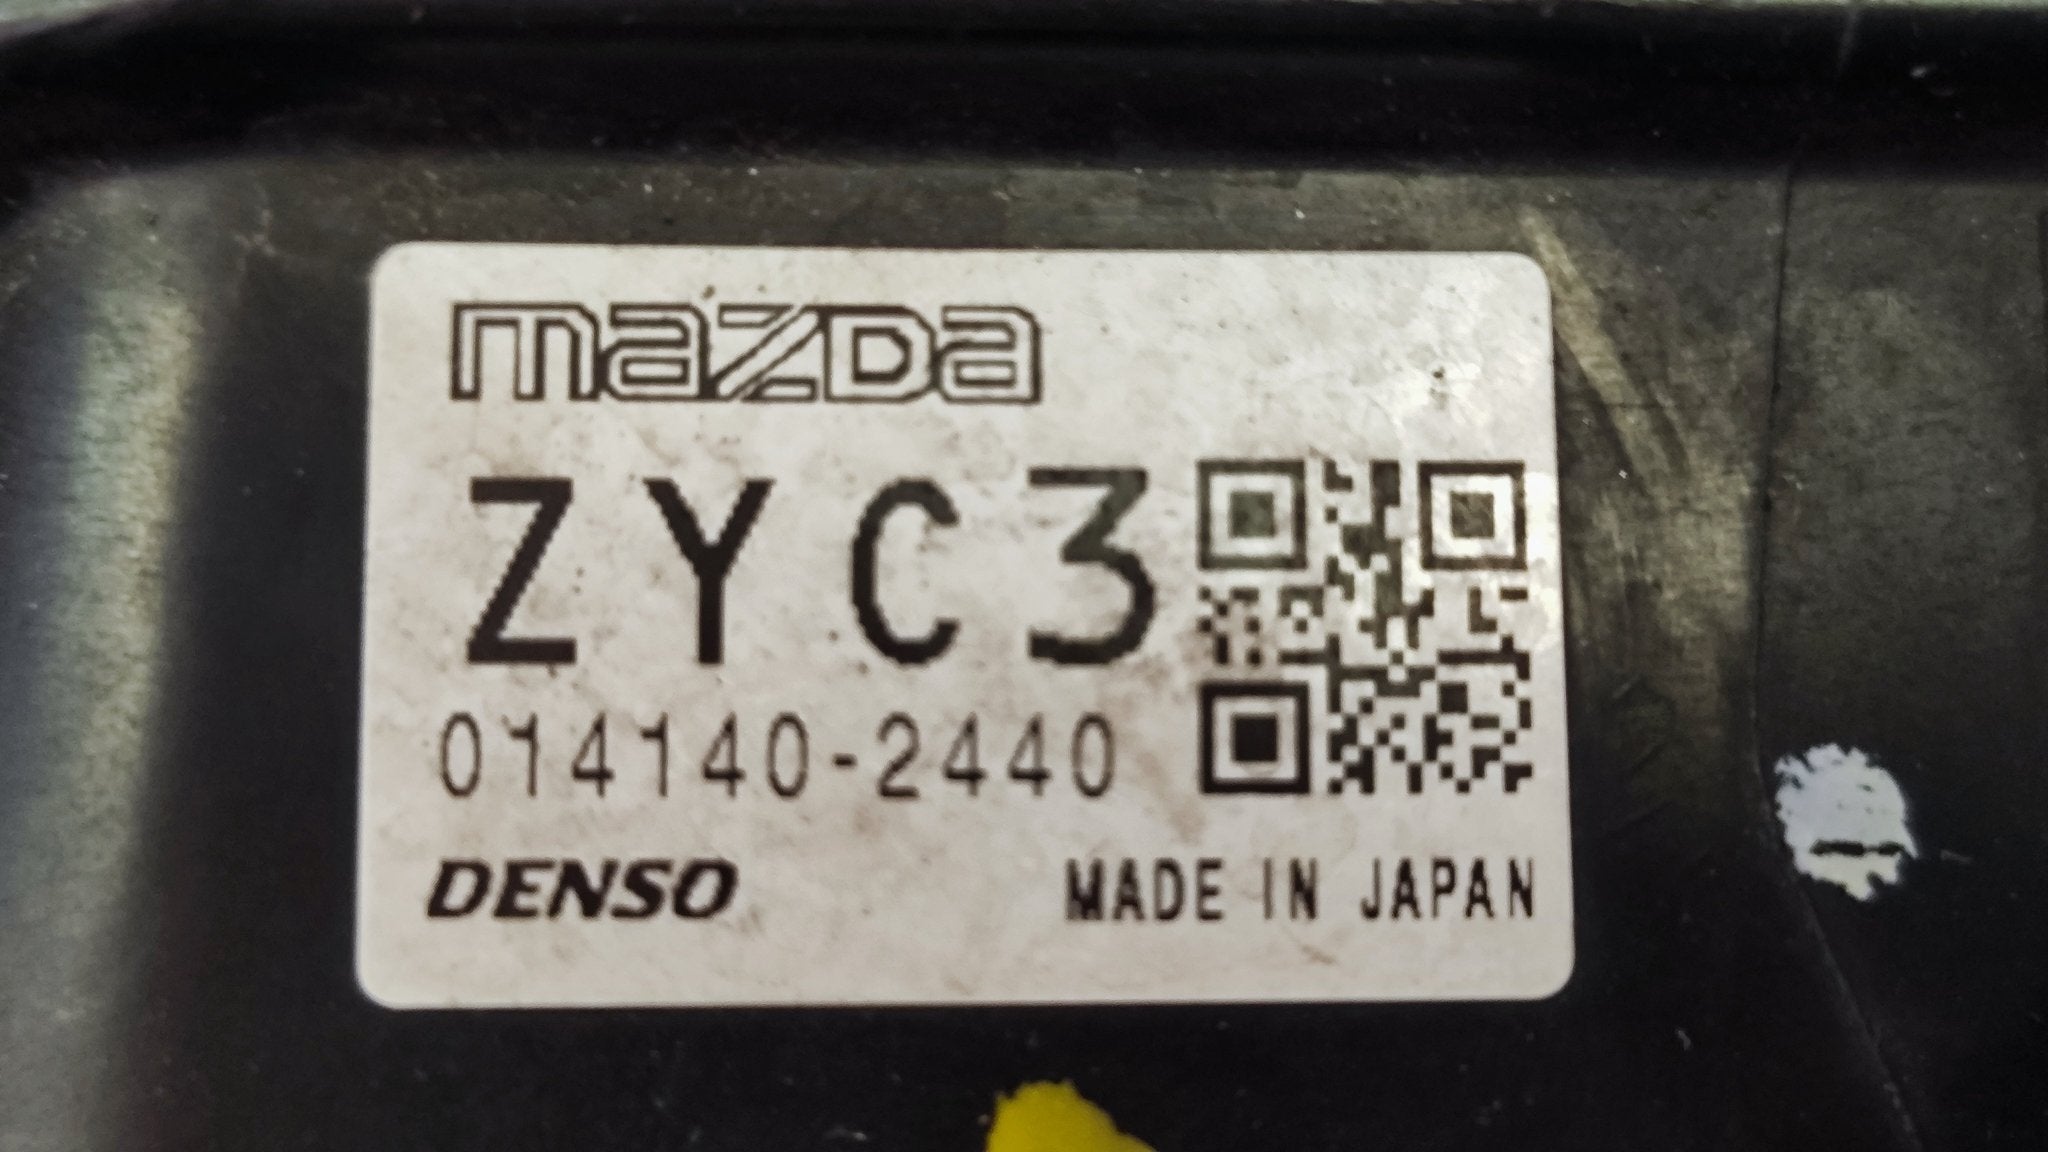 mazda
ZYC3
014140-2440
DENSO
MADE IN JAPAN